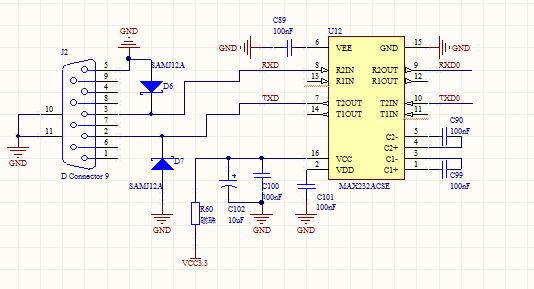 C89
100nF
U12
GND
GND
J2
GND
6
VEE
GND
15
SAMJ12A
RXD
8
R2IN
R2OUT
9
RXD0
13
R1IN
R1OUT
12
D6
TXD
7
T2OUT
T2IN
10
TXD0
14
T1OUT
T1IN
11
5
9
4
8
3
7
2
6
1
10
11
GND
D Connector 9
D7
SAMJ12A
C2-
5
C2+
4
C1-
3
C1+
1
C90
100nF
C99
100nF
16
VCC
2
VDD
MAX232ACSE
C100
100nF
C101
100nF
C102
10uF
+
R60
磁珠
GND
GND
GND
VCC3.3